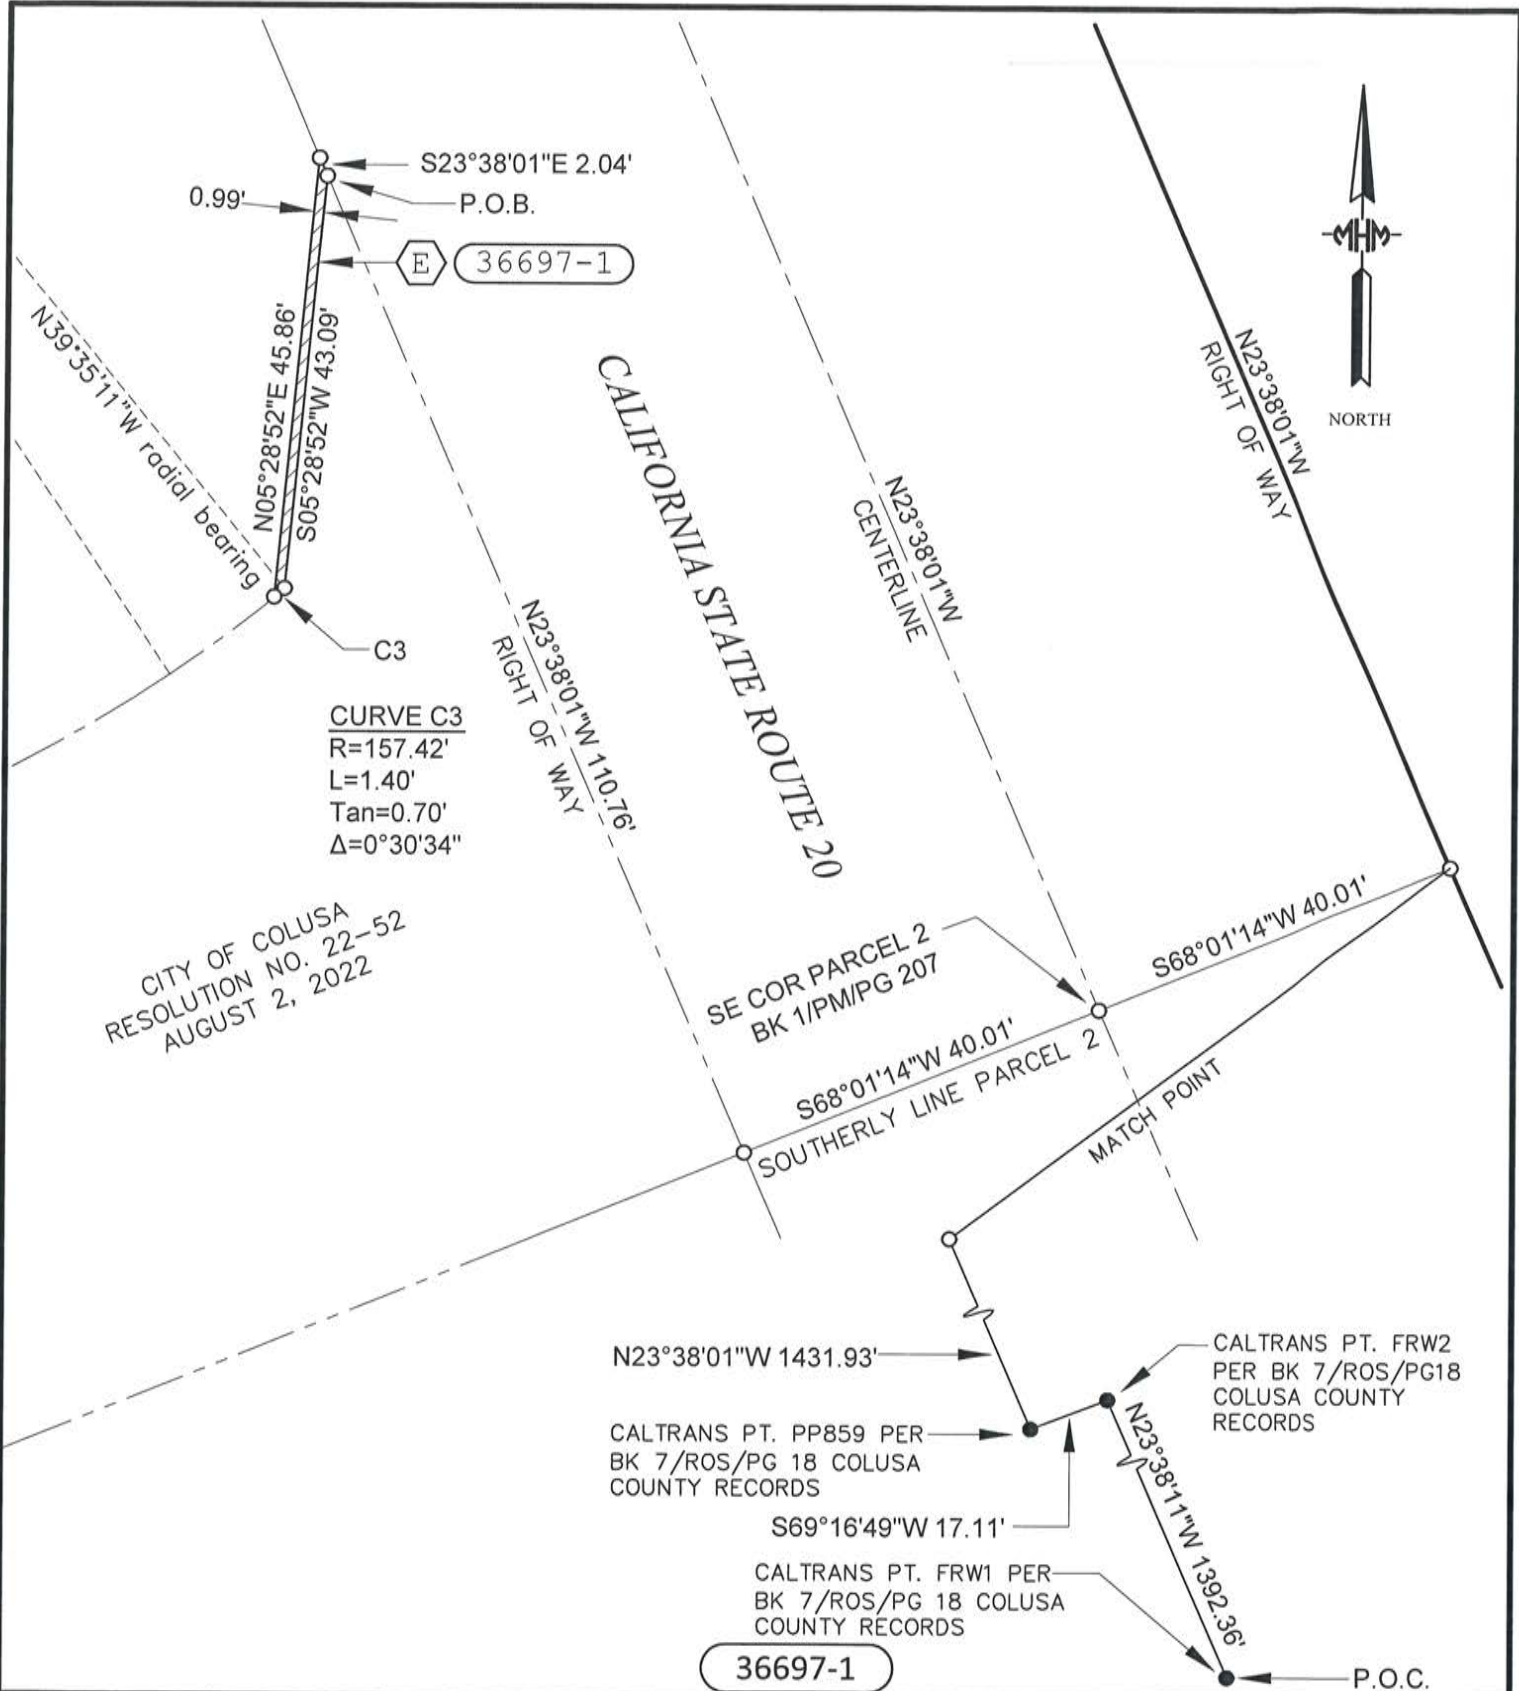 S23°38'01"E 2.04'
0.99'
P.O.B.
E
36697-1
N39°35'11"W radial bearing
N05°28'52"E 45.86'
S05°28'52"W 43.09'
C3
CURVE C3
R=157.42'
L=1.40'
Tan=0.70'
Δ=0°30'34"
CITY OF COLUSA
RESOLUTION NO. 22-52
AUGUST 2, 2022
N23°38'01"W 110.76'
RIGHT OF WAY
CALIFORNIA STATE ROUTE 20
N23°38'01"W
CENTERLINE
N23°38'01"W
RIGHT OF WAY
NORTH
SE COR PARCEL 2
BK 1/PM/PG 207
S68°01'14"W 40.01'
S68°01'14"W 40.01'
SOUTHERLY LINE PARCEL 2
MATCH POINT
N23°38'01"W 1431.93'
CALTRANS PT. FRW2
PER BK 7/ROS/PG18
COLUSA COUNTY
RECORDS
CALTRANS PT. PP859 PER
BK 7/ROS/PG 18 COLUSA
COUNTY RECORDS
S69°16'49"W 17.11'
N23°38'11"W 1392.36'
CALTRANS PT. FRW1 PER
BK 7/ROS/PG 18 COLUSA
COUNTY RECORDS
36697-1
P.O.C.